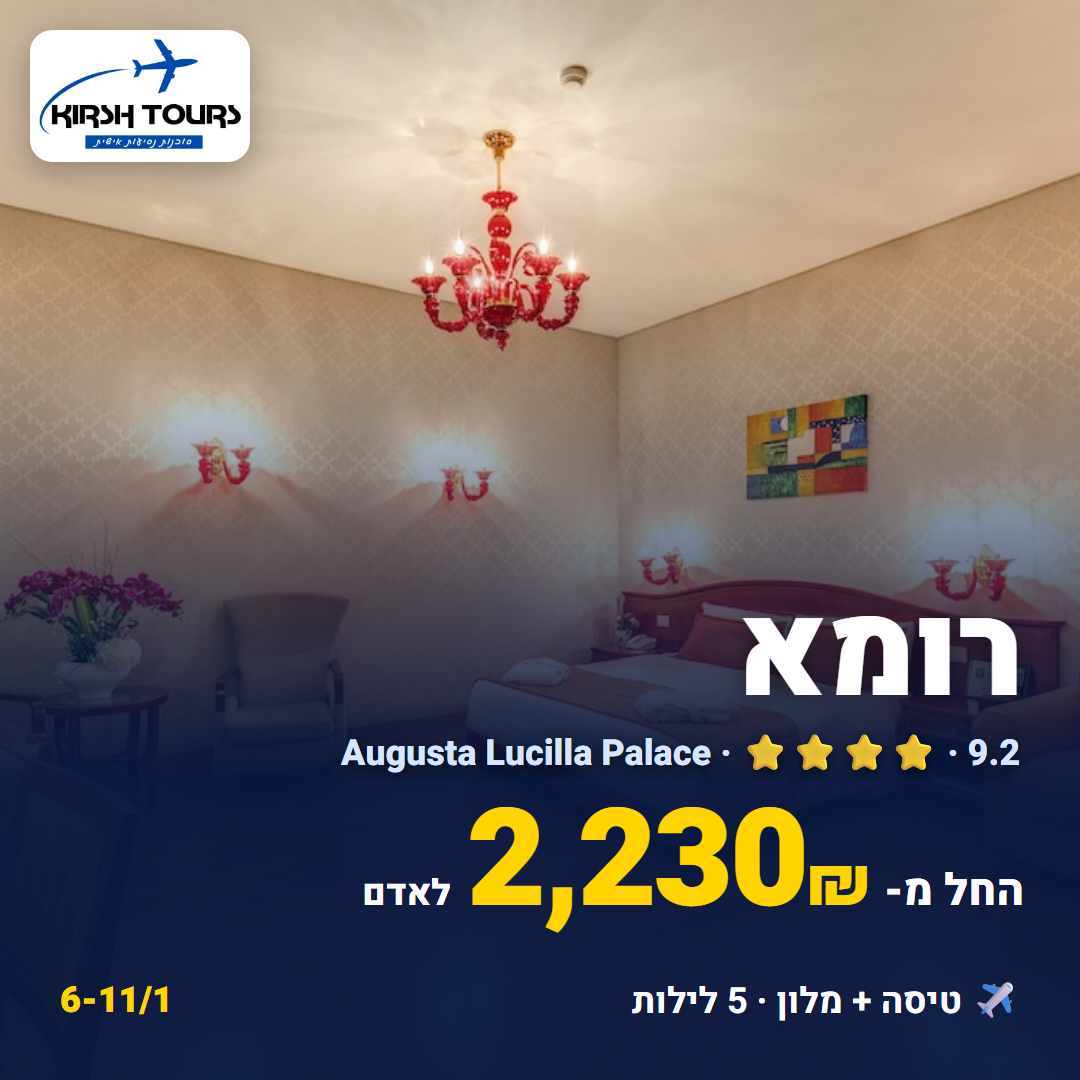 KIRSH TOURS
סוכנות נסיעות אישית
רומא
Augusta Lucilla Palace · ⭐⭐⭐⭐ · 9.2
החל מ- ₪2,230 לאדם
✈️ טיסה + מלון · 5 לילות
6-11/1